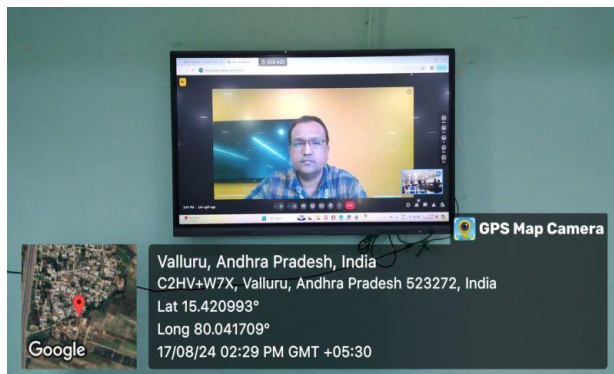 GPS Map Camera
Valluru, Andhra Pradesh, India
C2HV+W7X, Valluru, Andhra Pradesh 523272, India
Lat 15.420993°
Long 80.041709°
17/08/24 02:29 PM GMT +05:30
Google